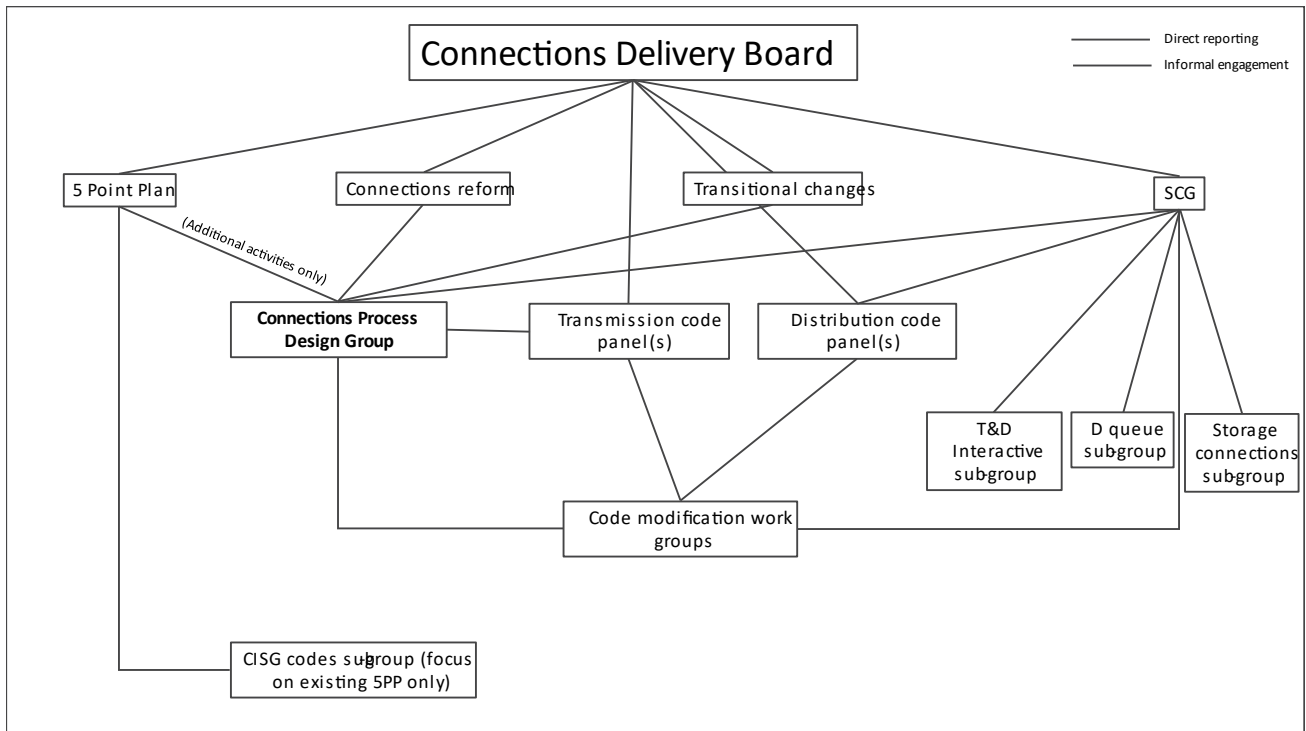 Connections Delivery Board
Direct reporting
Informal engagement
5 Point Plan
Connections reform
Transitional changes
SCG
(Additional activities only)
Connections Process
Design Group
Transmission code
panel(s)
Distribution code
panel(s)
T&D
Interactive
sub-group
D queue
sub-group
Storage
connections
sub-group
Code modification work
groups
CISG codes sub-group (focus
on existing 5PP only)